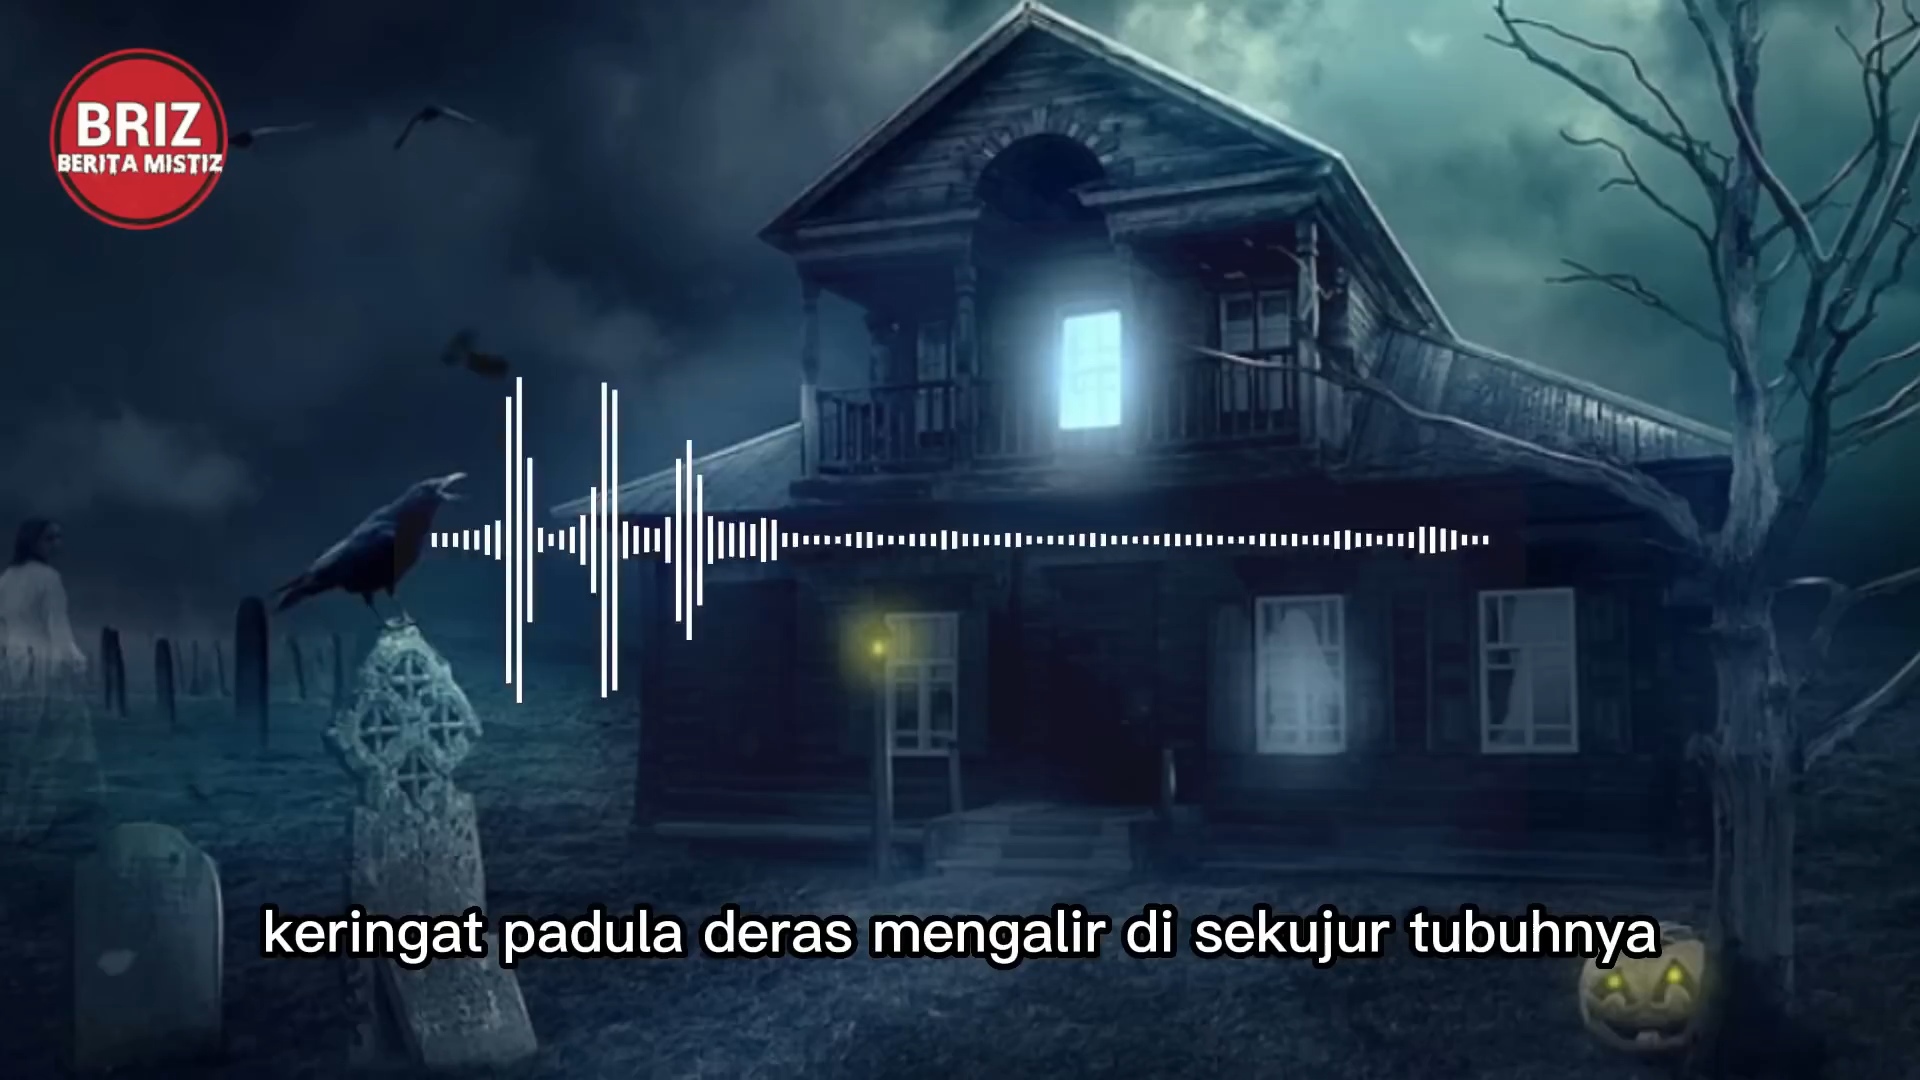 BRIZ
BERITA MISTIZ
keringat padula deras mengalir di sekujur tubuhnya